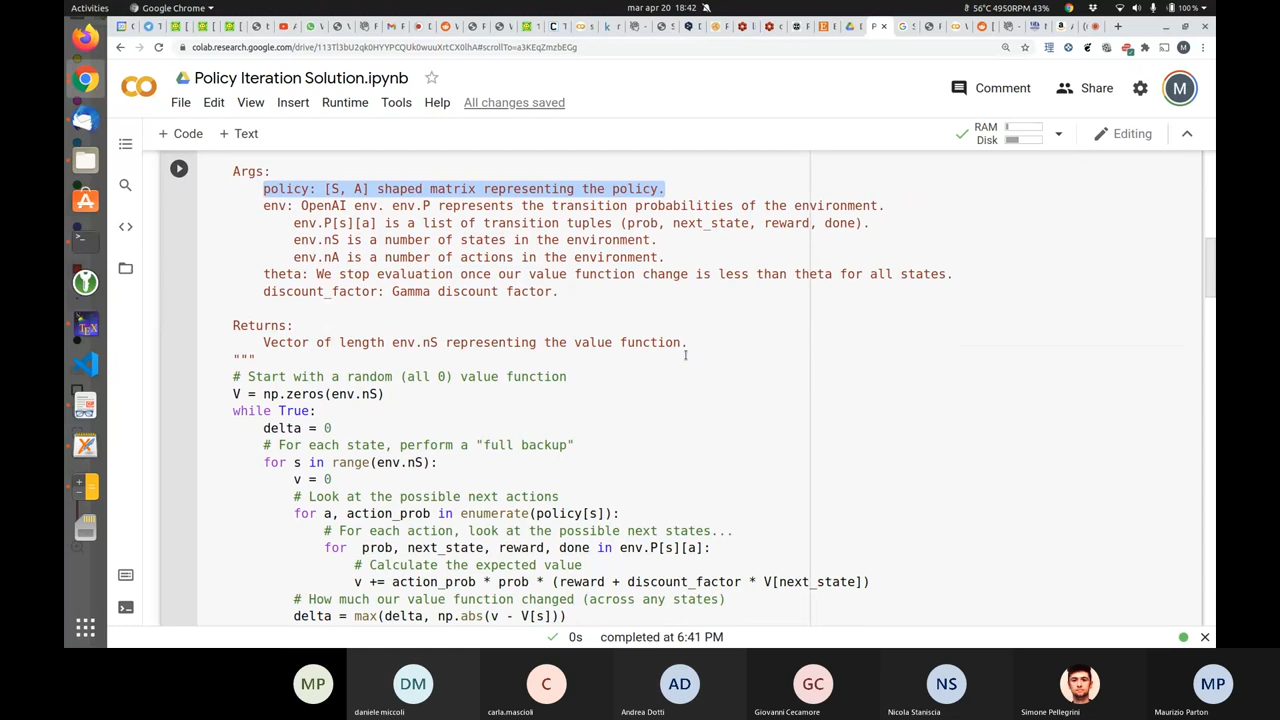 Activities
Google Chrome
mar apr 20 18:42
56°C 4950RPM 43%
100 %
colab.research.google.com/drive/113Tl3bU2qk0HYYPCQUk0wuuXrtCX0lhA#scrollTo=a3KEqZmzbEGg
Policy Iteration Solution.ipynb
File Edit View Insert Runtime Tools Help All changes saved
Comment
Share
M
+ Code + Text
RAM
Disk
Editing
Args:
policy: [S, A] shaped matrix representing the policy.
env: OpenAI env. env.P represents the transition probabilities of the environment.
env.P[s][a] is a list of transition tuples (prob, next_state, reward, done).
env.nS is a number of states in the environment.
env.nA is a number of actions in the environment.
theta: We stop evaluation once our value function change is less than theta for all states.
discount_factor: Gamma discount factor.
Returns:
Vector of length env.nS representing the value function.
"""
# Start with a random (all 0) value function
V = np.zeros(env.nS)
while True:
delta = 0
# For each state, perform a "full backup"
for s in range(env.nS):
v = 0
# Look at the possible next actions
for a, action_prob in enumerate(policy[s]):
# For each action, look at the possible next states...
for prob, next_state, reward, done in env.P[s][a]:
# Calculate the expected value
v += action_prob * prob * (reward + discount_factor * V[next_state])
# How much our value function changed (across any states)
delta = max(delta, np.abs(v - V[s]))
0s completed at 6:41 PM
MP
DM
daniele miccoli
C
carla.mascioli
AD
Andrea Dotti
GC
Giovanni Cecamore
NS
Nicola Staniscia
Simone Pellegrini
MP
Maurizio Parton